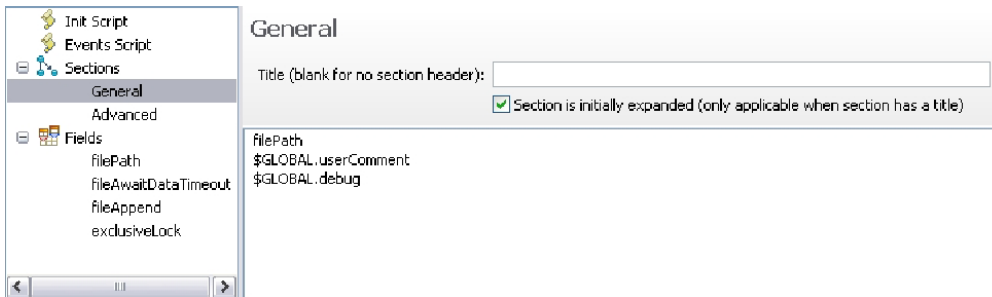 Init Script
Events Script
Sections
General
Advanced
Fields
filePath
fileAwaitDataTimeout
fileAppend
exclusiveLock
General
Title (blank for no section header):
Section is initially expanded (only applicable when section has a title)
filePath
$GLOBAL.userComment
$GLOBAL.debug